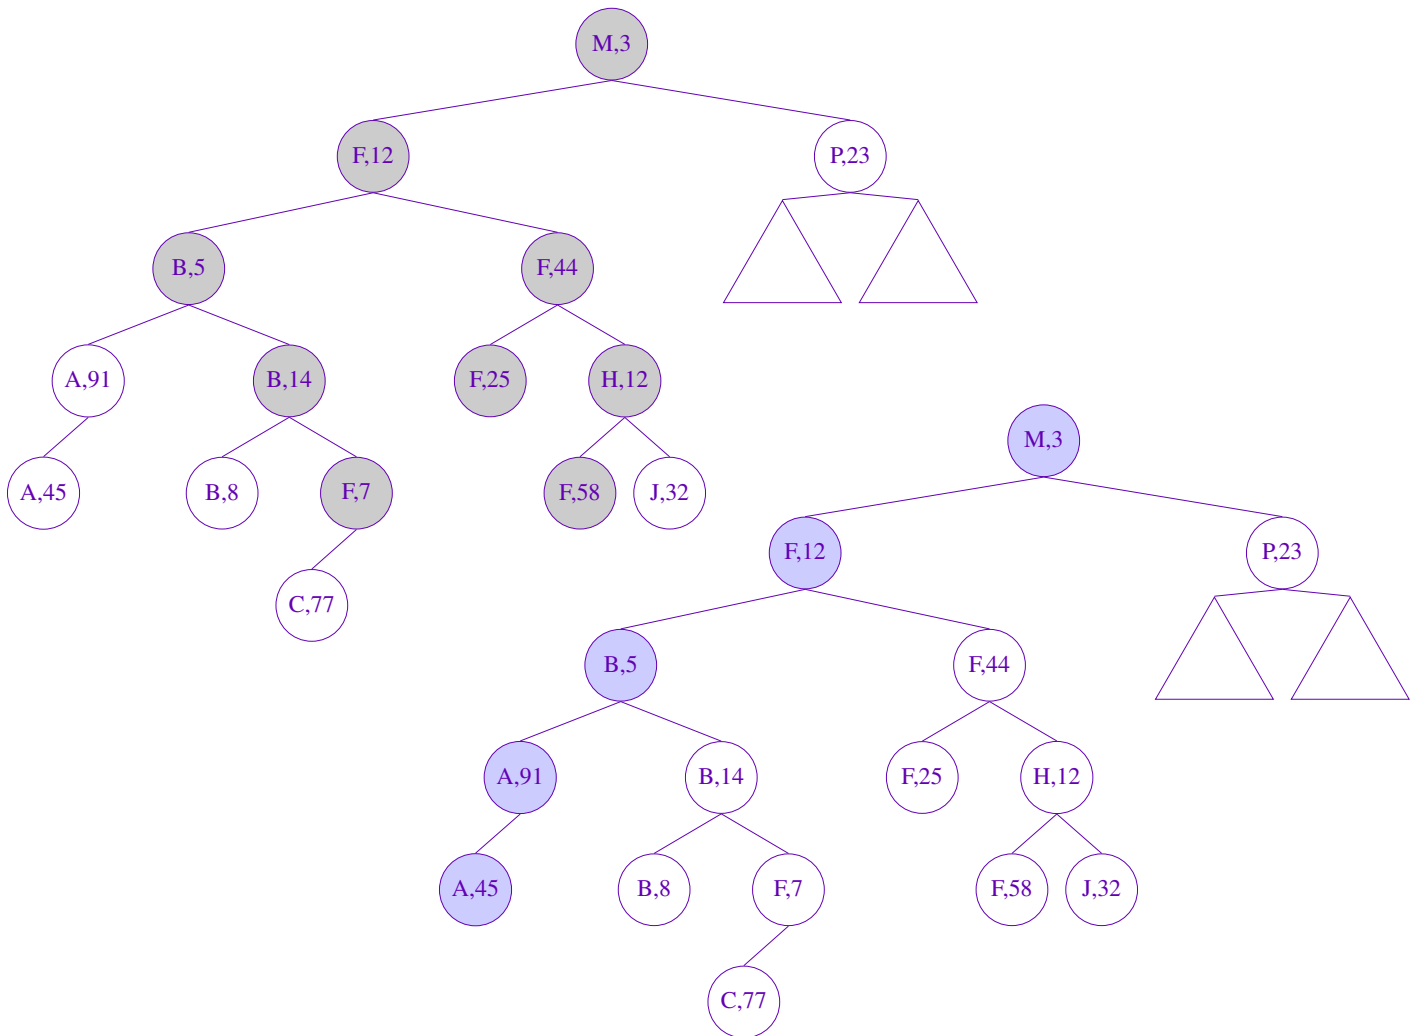 M,3
F,12
P,23
B,5
F,44
A,91
B,14
F,25
H,12
A,45
B,8
F,7
F,58
J,32
C,77
M,3
F,12
P,23
B,5
F,44
A,91
B,14
F,25
H,12
A,45
B,8
F,7
F,58
J,32
C,77